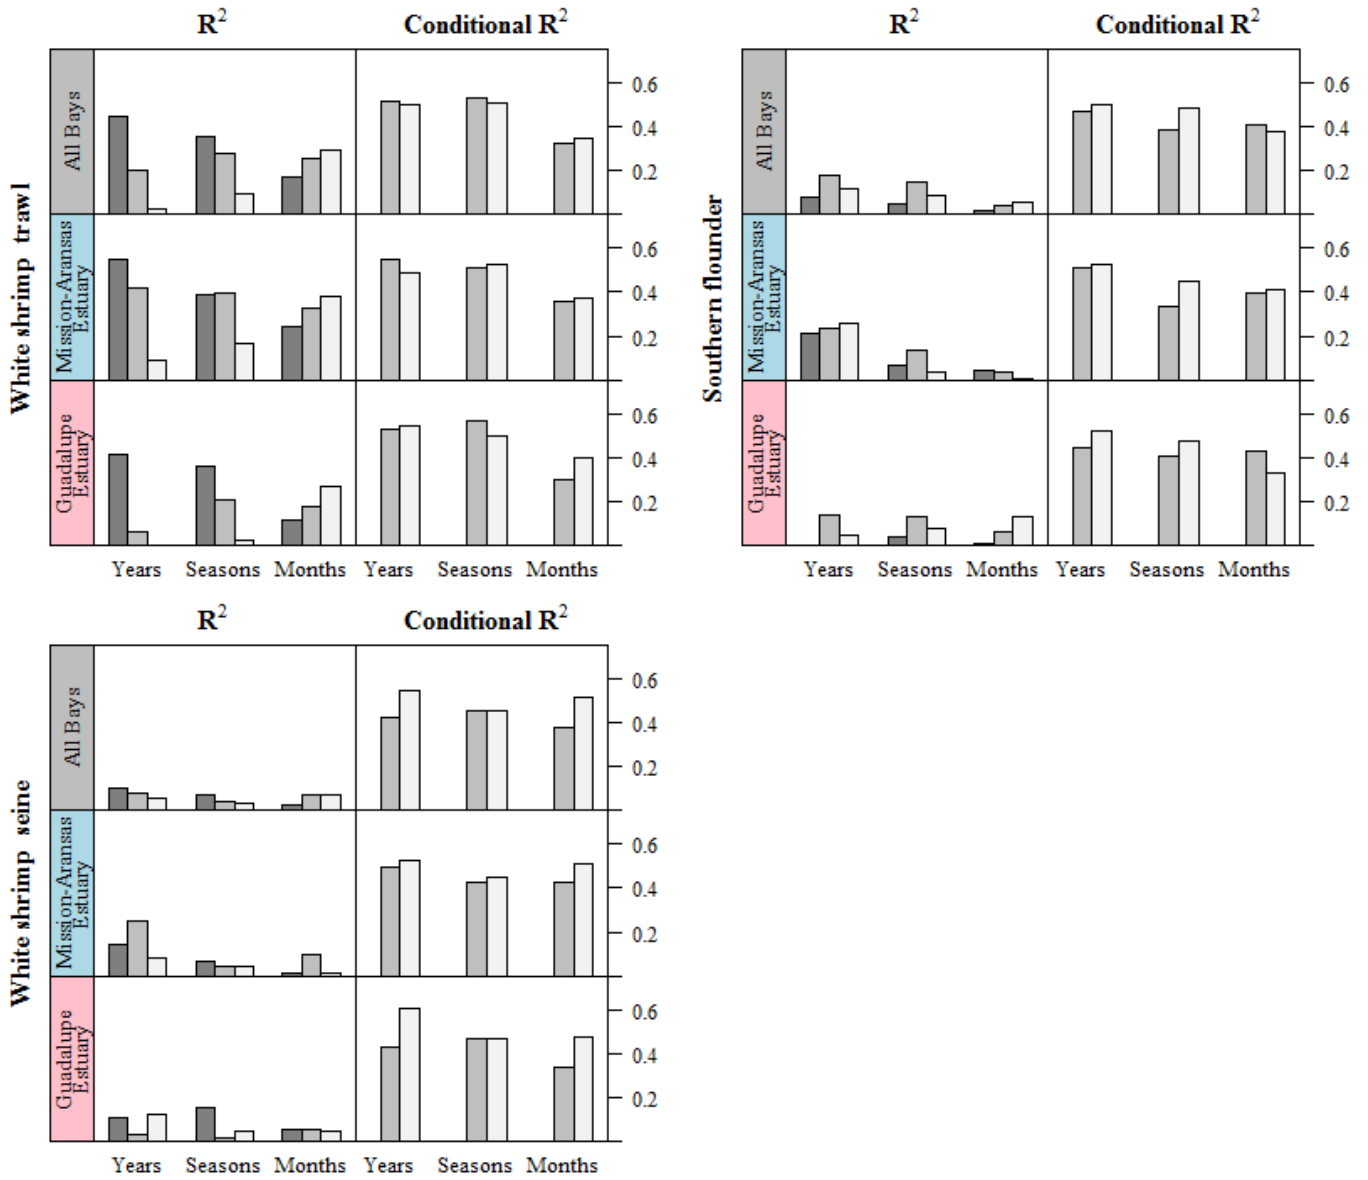 R²
Conditional R²
White shrimp trawl
All Bays
0.6
0.4
0.2
Mission-Aransas
Estuary
0.6
0.4
0.2
Guadalupe
Estuary
0.6
0.4
0.2
Years Seasons Months Years Seasons Months
R²
Conditional R²
Southern flounder
All Bays
0.6
0.4
0.2
Mission-Aransas
Estuary
0.6
0.4
0.2
Guadalupe
Estuary
0.6
0.4
0.2
Years Seasons Months Years Seasons Months
R²
Conditional R²
White shrimp seine
All Bays
0.6
0.4
0.2
Mission-Aransas
Estuary
0.6
0.4
0.2
Guadalupe
Estuary
0.6
0.4
0.2
Years Seasons Months Years Seasons Months